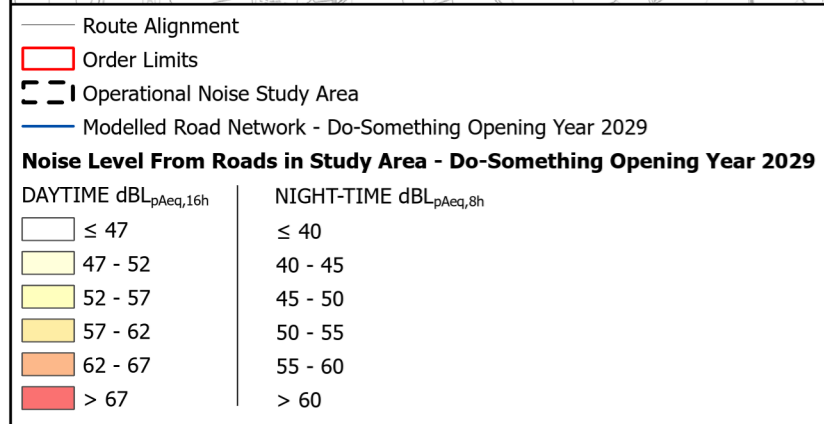 Route Alignment
Order Limits
Operational Noise Study Area
Modelled Road Network - Do-Something Opening Year 2029
Noise Level From Roads in Study Area - Do-Something Opening Year 2029
DAYTIME dBLpAeq,16h NIGHT-TIME dBLpAeq,8h
≤ 47 ≤ 40
47 - 52 40 - 45
52 - 57 45 - 50
57 - 62 50 - 55
62 - 67 55 - 60
> 67 > 60